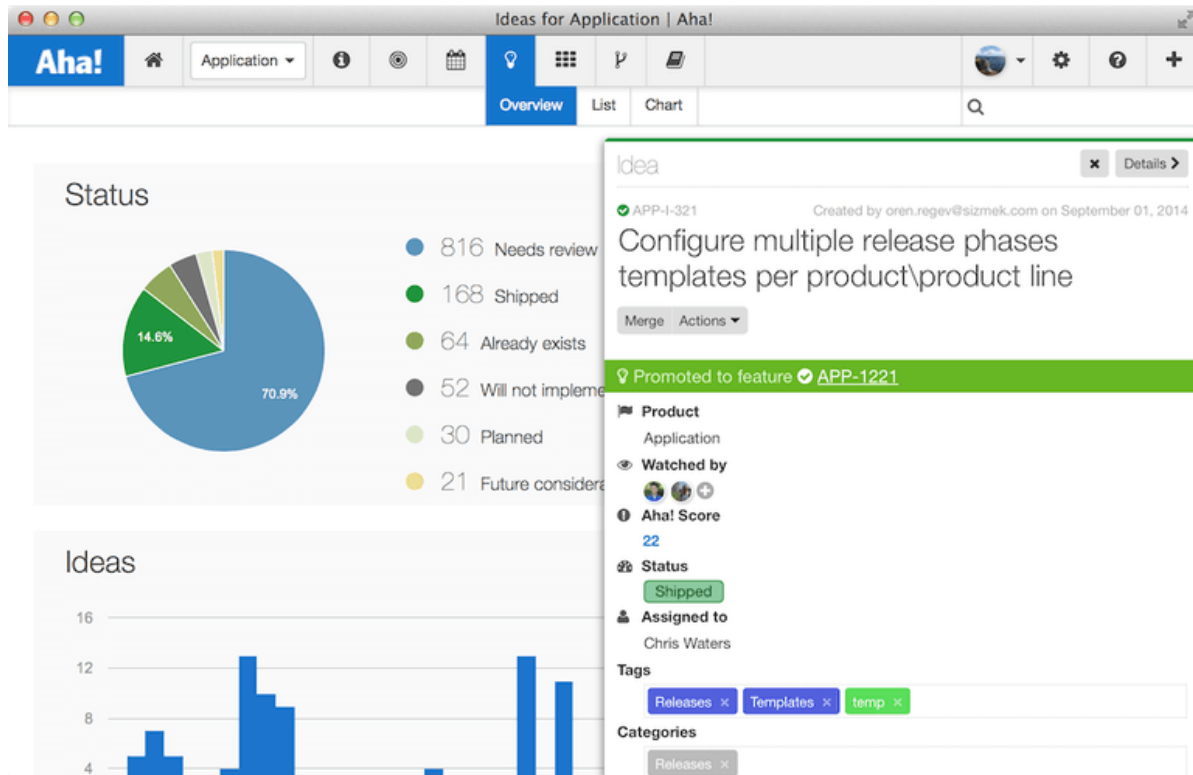 Ideas for Application | Aha!
Aha!
Application
Overview
List
Chart
Status
14.6%
70.9%
816 Needs review
168 Shipped
64 Already exists
52 Will not impleme
30 Planned
21 Future considera
Ideas
16
12
8
4
Idea
Details
APP-I-321
Created by oren.regev@sizmek.com on September 01, 2014
Configure multiple release phases
templates per product\product line
Merge Actions
Promoted to feature APP-1221
Product
Application
Watched by
Aha! Score
22
Status
Shipped
Assigned to
Chris Waters
Tags
Releases × Templates × temp ×
Categories
Releases ×